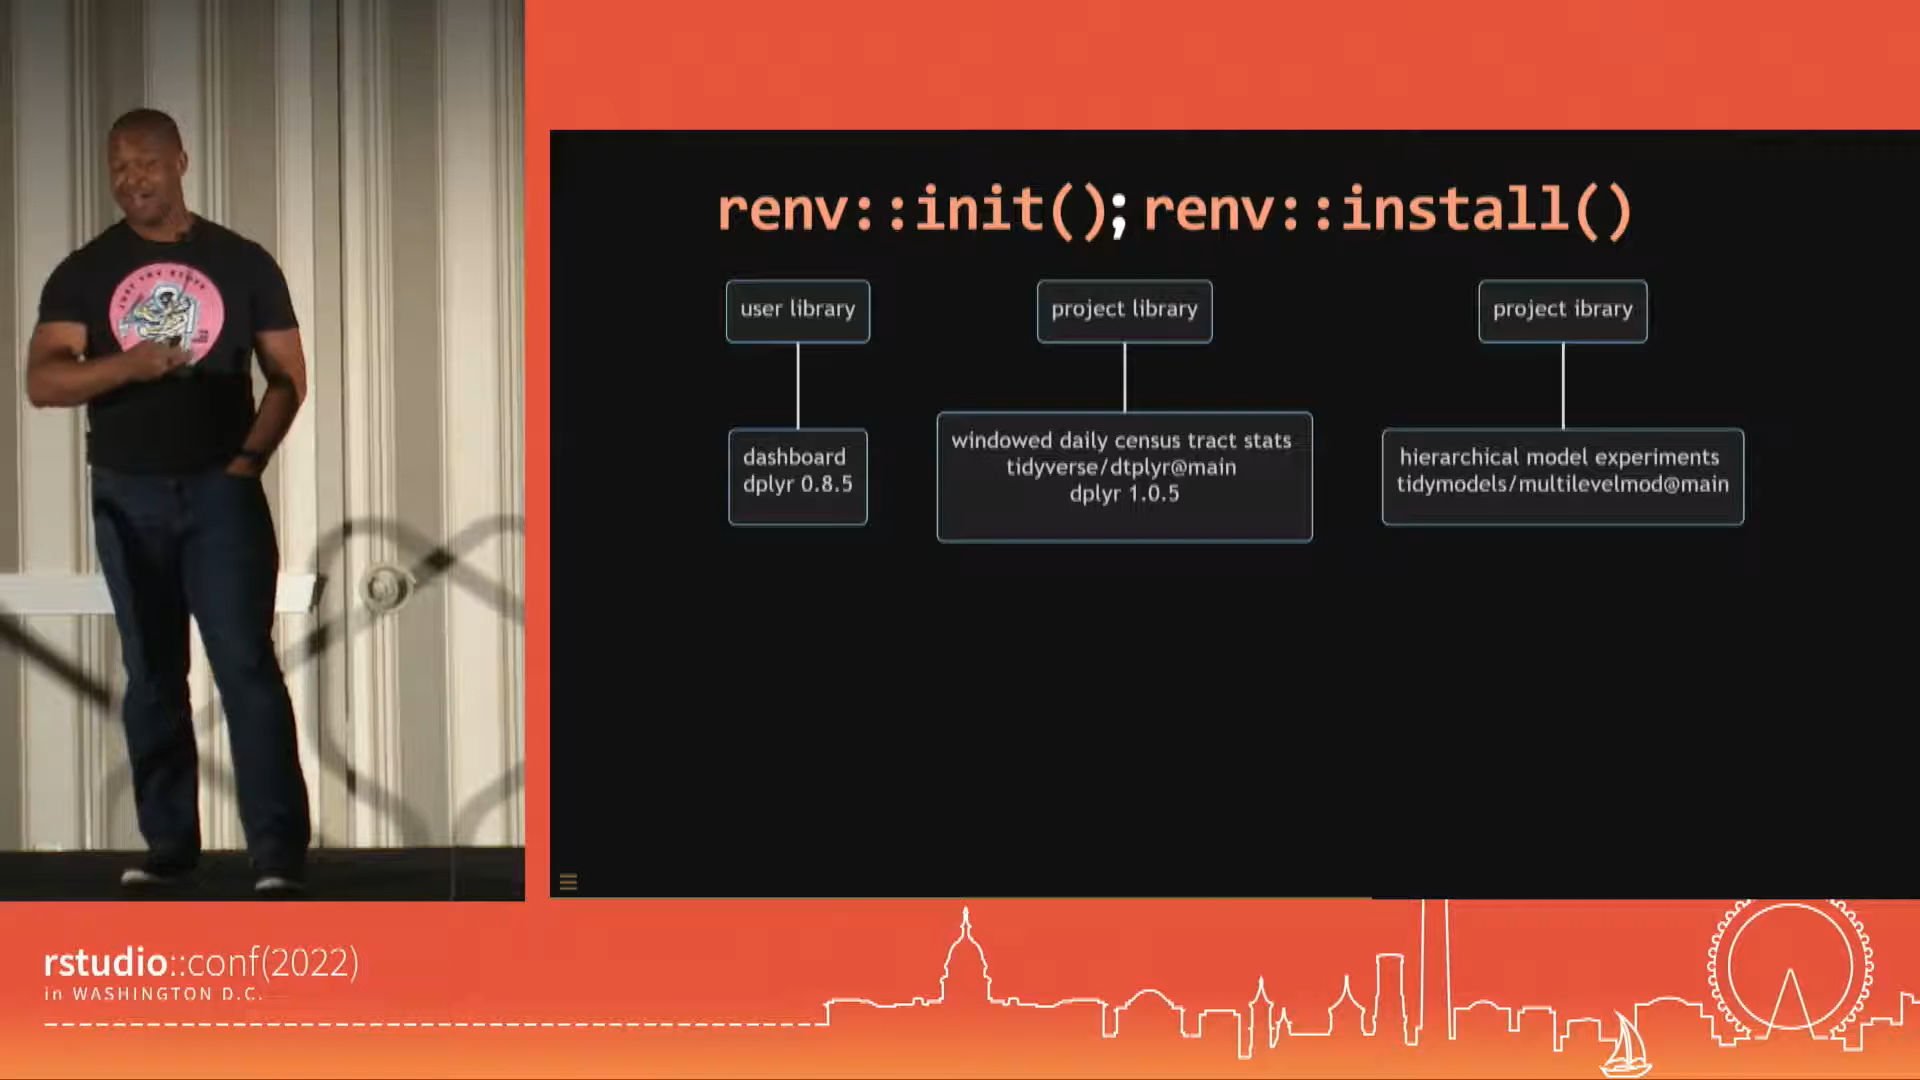 renv::init(); renv::install()
user library
project library
project ibrary
dashboard
dplyr 0.8.5
windowed daily census tract stats
tidyverse/dtplyr@main
dplyr 1.0.5
hierarchical model experiments
tidymodels/multilevelmod@main
rstudio::conf(2022)
in WASHINGTON D.C.